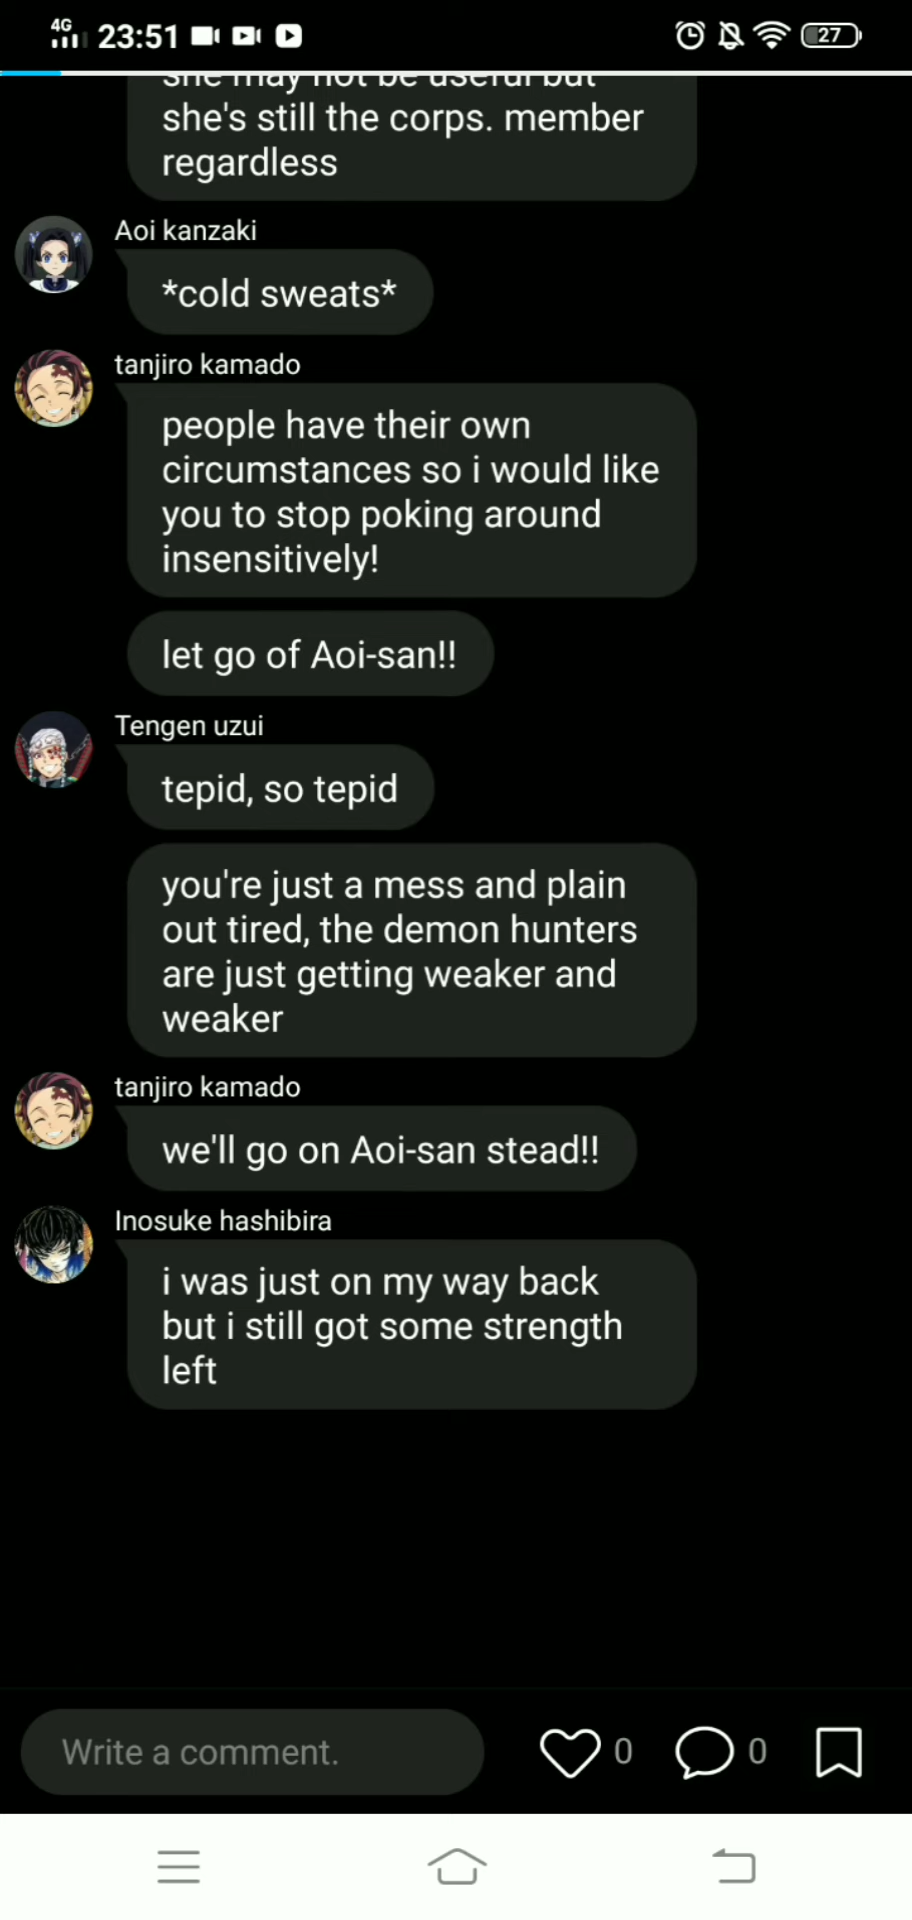 4G
23:51
27
she may not be useful but
she's still the corps. member
regardless
Aoi kanzaki
*cold sweats*
tanjiro kamado
people have their own
circumstances so i would like
you to stop poking around
insensitively!
let go of Aoi-san!!
Tengen uzui
tepid, so tepid
you're just a mess and plain
out tired, the demon hunters
are just getting weaker and
weaker
tanjiro kamado
we'll go on Aoi-san stead!!
Inosuke hashibira
i was just on my way back
but i still got some strength
left
Write a comment.
0
0